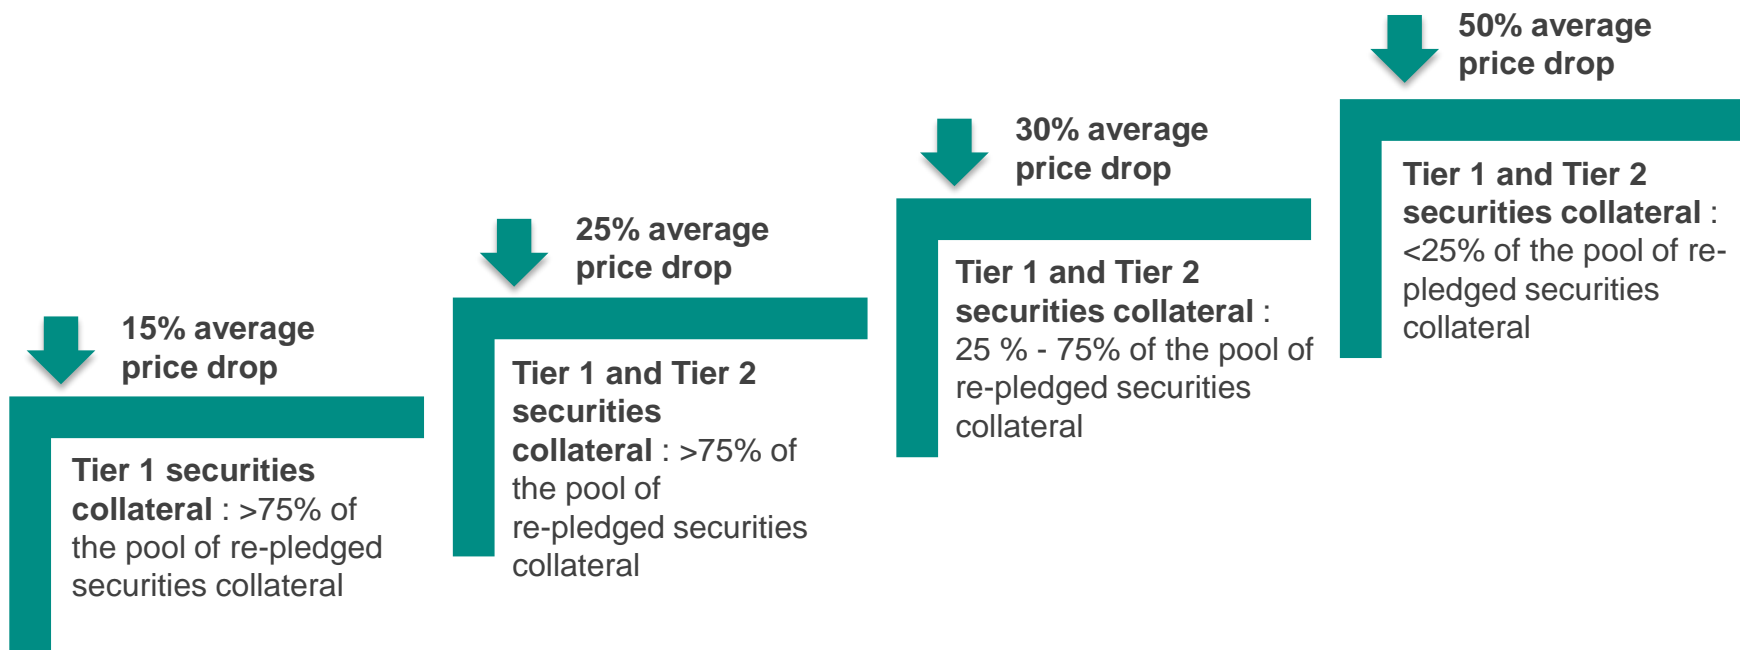 15% average
price drop
Tier 1 securities
collateral : >75% of
the pool of re-pledged
securities collateral
25% average
price drop
Tier 1 and Tier 2
securities
collateral : >75% of
the pool of
re-pledged securities
collateral
30% average
price drop
Tier 1 and Tier 2
securities collateral :
25 % - 75% of the pool of
re-pledged securities
collateral
50% average
price drop
Tier 1 and Tier 2
securities collateral :
<25% of the pool of re-
pledged securities
collateral